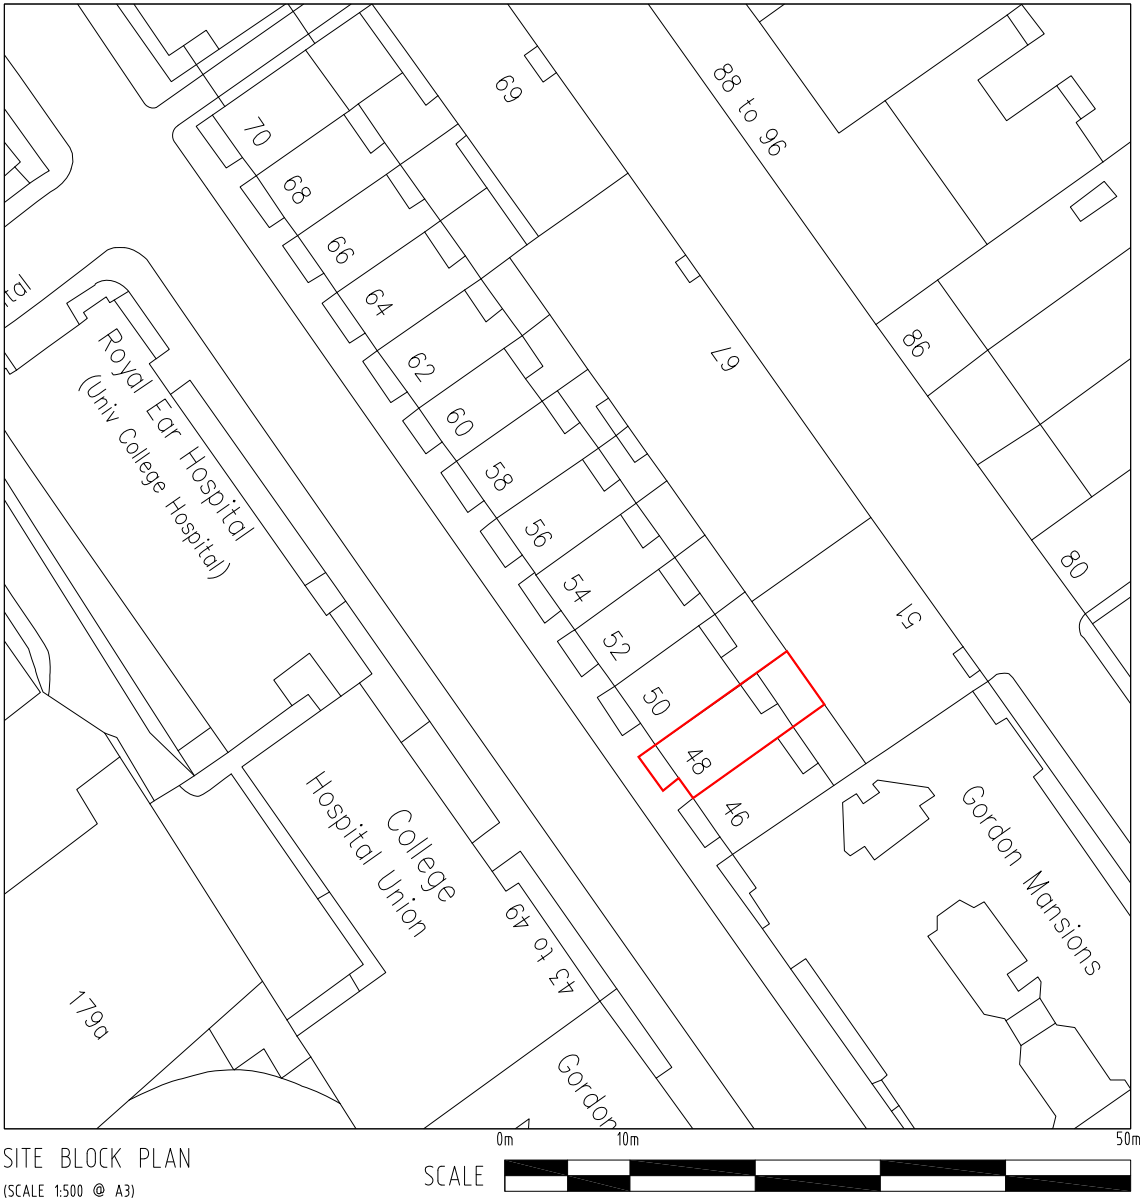 69
88 to 96
70
68
66
64
62
60
58
56
54
52
50
48
46
67
86
80
51
tal
Royal Ear Hospital
(Univ College Hospital)
College
Hospital Union
43 to 49
Gordon Mansions
179a
Gordon
SITE BLOCK PLAN
(SCALE 1:500 @ A3)
SCALE
0m
10m
50m